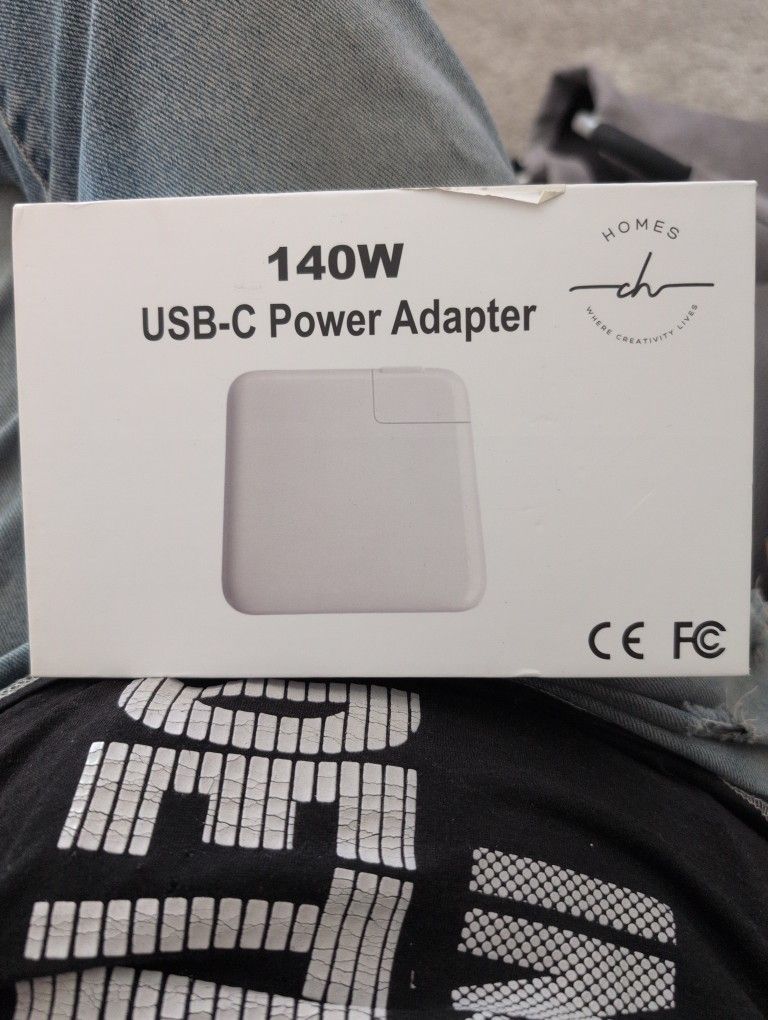 140W
USB-C Power Adapter
HOMES
ch
WHERE CREATIVITY LIVES
CE FC